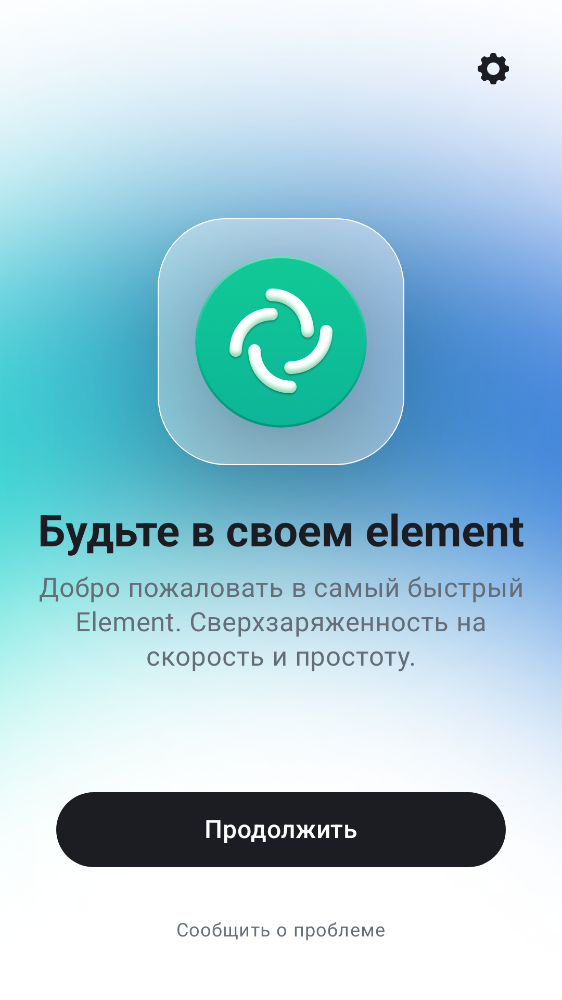 Будьте в своем element
Добро пожаловать в самый быстрый
Element. Сверхзаряженность на
скорость и простоту.
Продолжить
Сообщить о проблеме